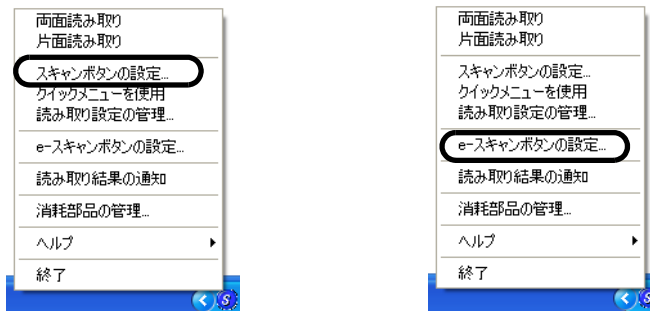 両面読み取り
片面読み取り
スキャンボタンの設定...
クイックメニューを使用
読み取り設定の管理...
e-スキャンボタンの設定...
読み取り結果の通知
消耗部品の管理...
ヘルプ
終了
S
両面読み取り
片面読み取り
スキャンボタンの設定...
クイックメニューを使用
読み取り設定の管理...
e-スキャンボタンの設定...
読み取り結果の通知
消耗部品の管理...
ヘルプ
終了
S